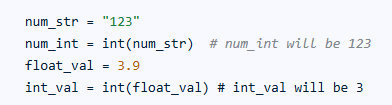 num_str = "123"
num_int = int(num_str)  # num_int will be 123
float_val = 3.9
int_val = int(float_val) # int_val will be 3